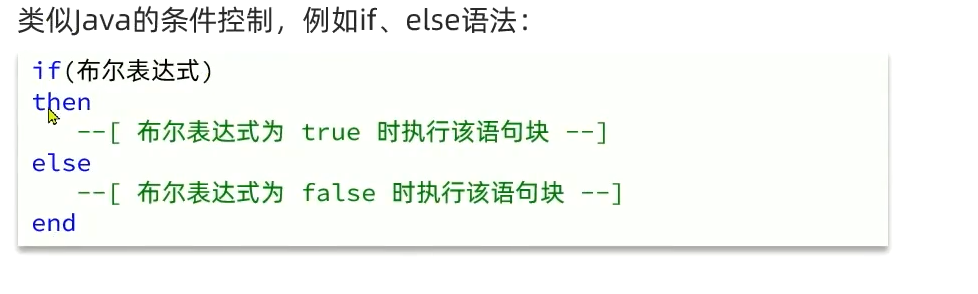 类似Java的条件控制，例如if、else语法：
if(布尔表达式)
then
--[ 布尔表达式为 true 时执行该语句块 --]
else
--[ 布尔表达式为 false 时执行该语句块 --]
end